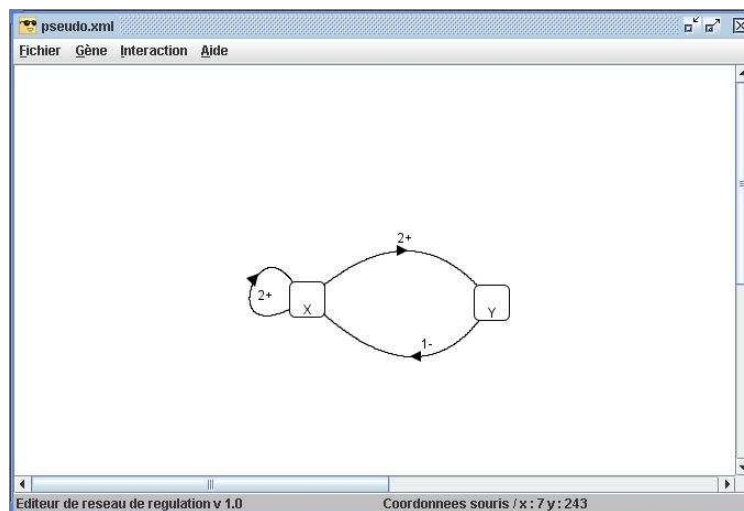 pseudo.xml
Fichier Gène Interaction Aide
2+
2+
X
Y
1-
Editeur de reseau de regulation v 1.0 Coordonnees souris / x : 7 y : 243